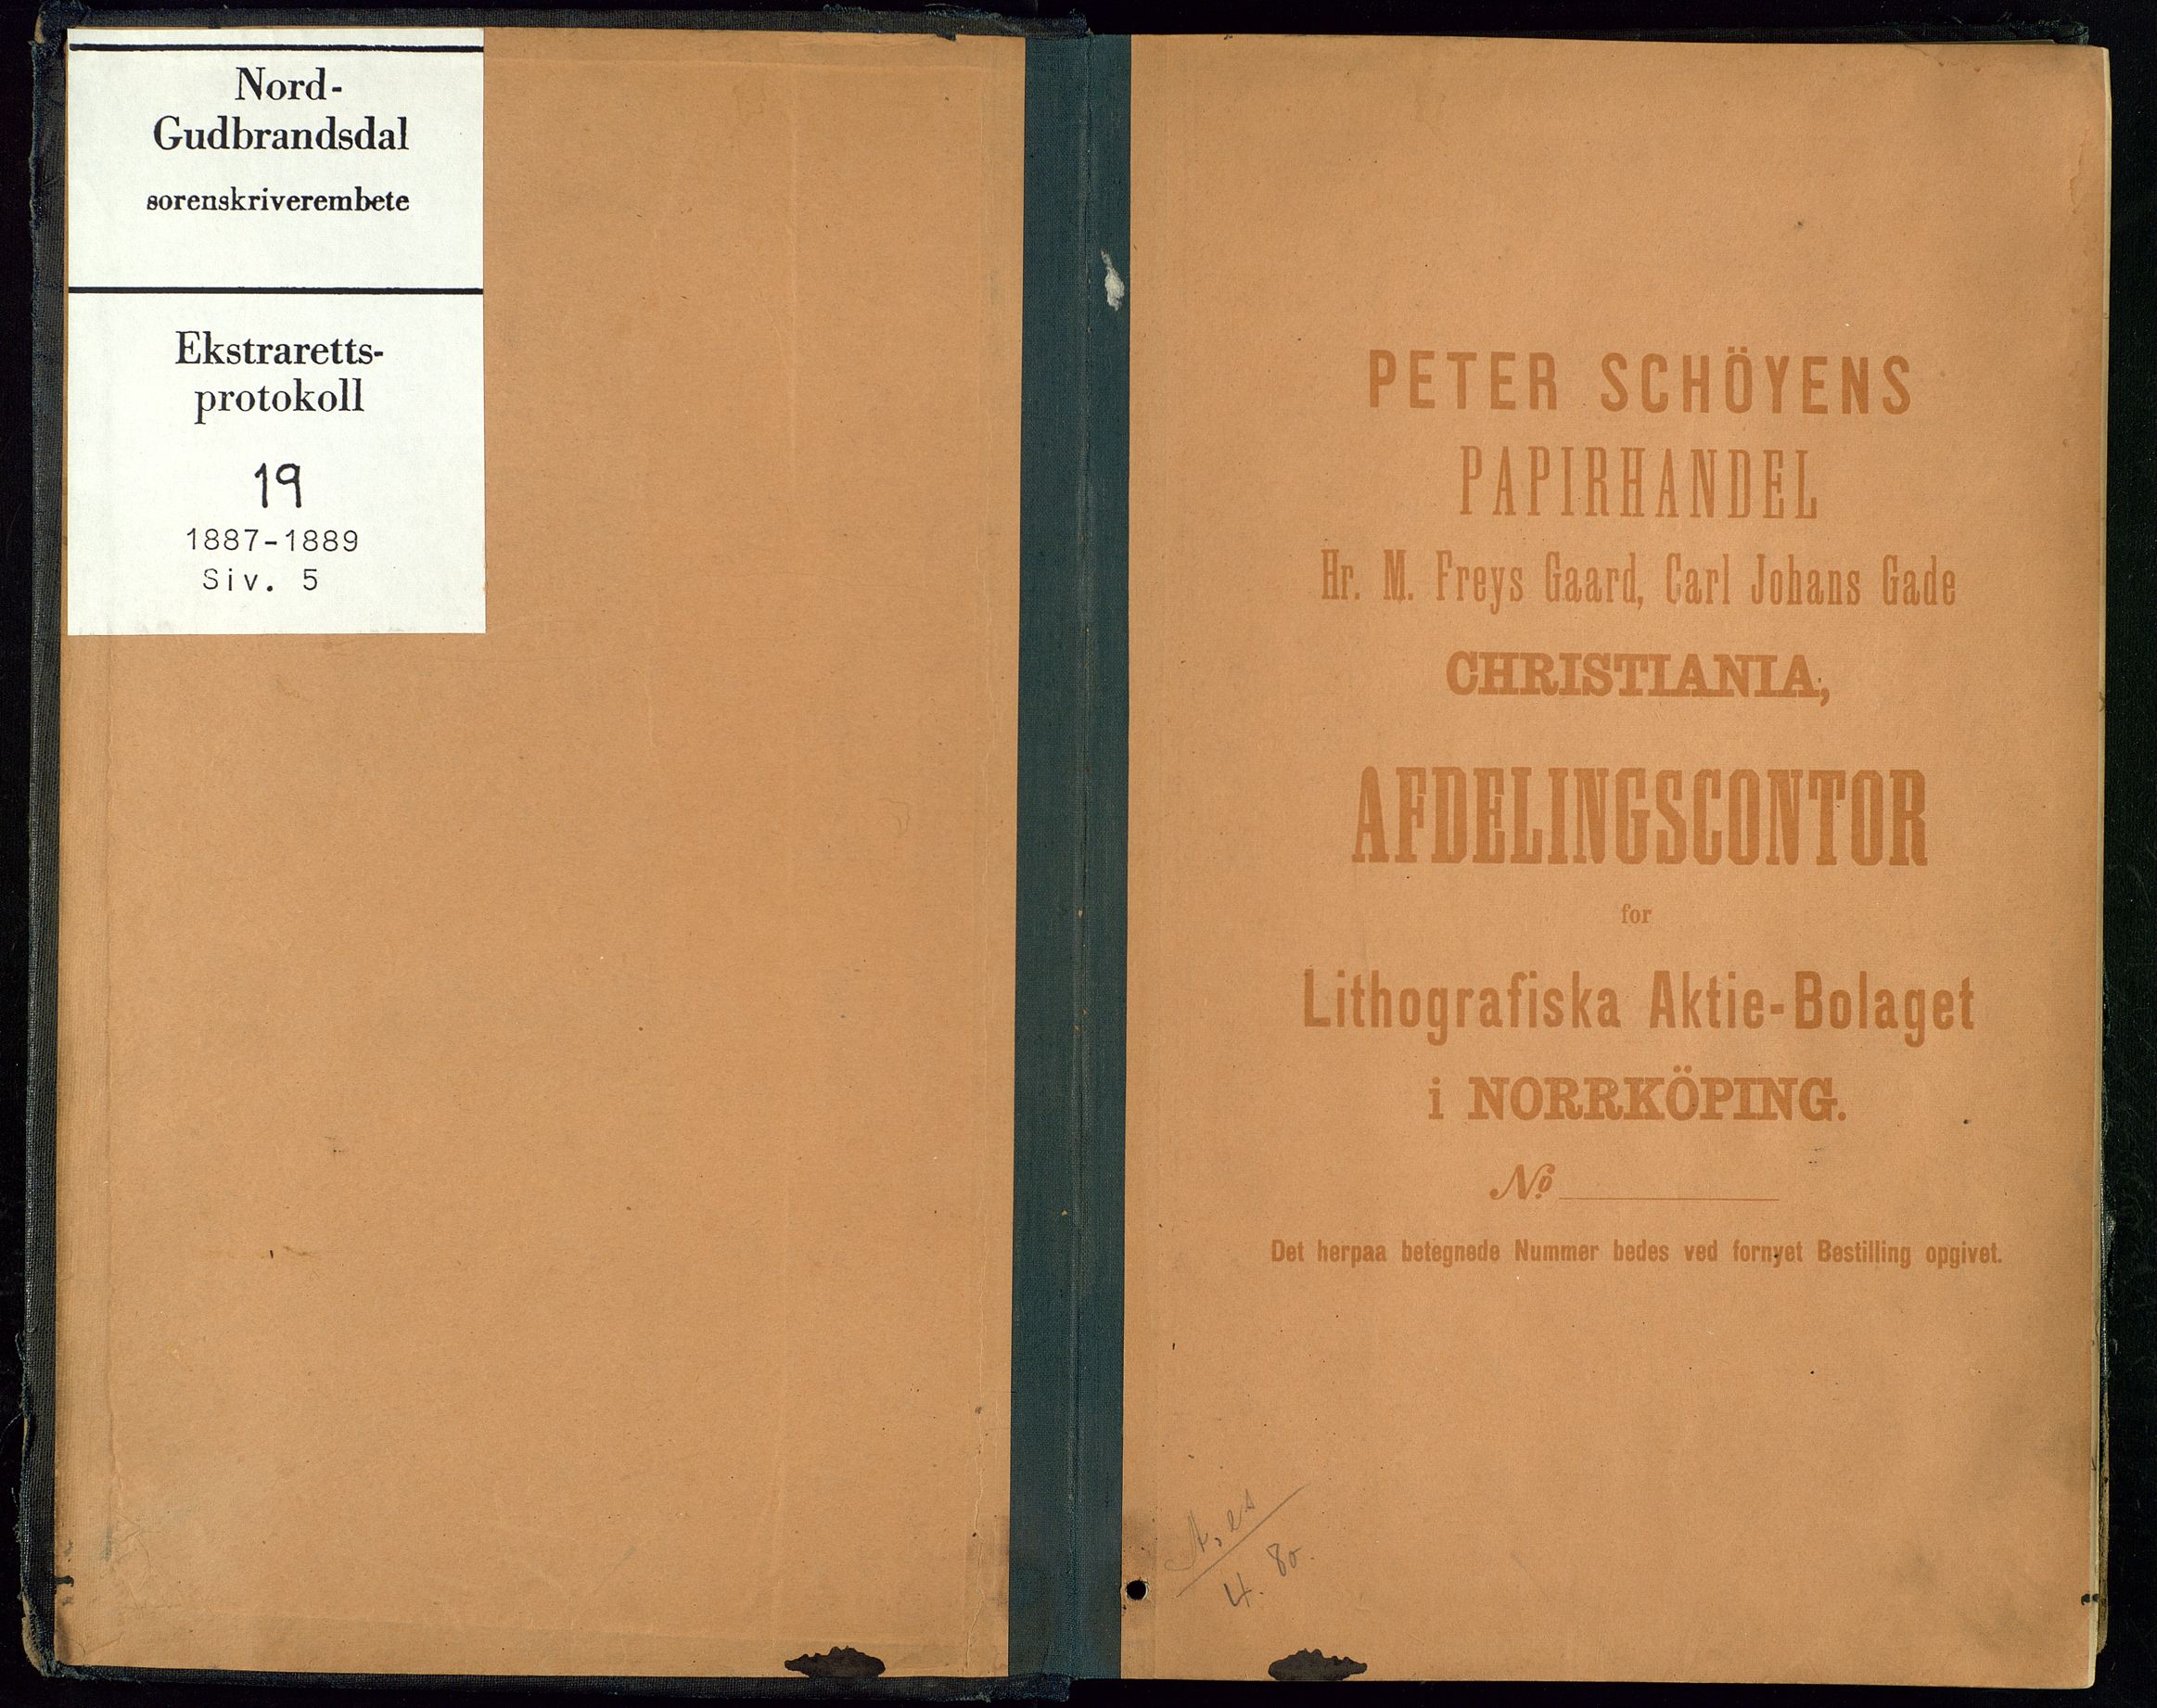 Nord-
Gudbrandsdal
sorenskriverembete
Ekstraretts-
protokoll
19
1887-1889
Siv. 5
PETER SCHÖYENS
PAPIRHANDEL
Hr. M. Freys Gaard, Carl Johans Gade
CHRISTIANIA,
AFDELINGSCONTOR
for
Lithografiska Aktie-Bolaget
i NORRKÖPING.
No
Det herpaa betegnede Nummer bedes ved fornyet Bestilling opgivet.
4. 80.